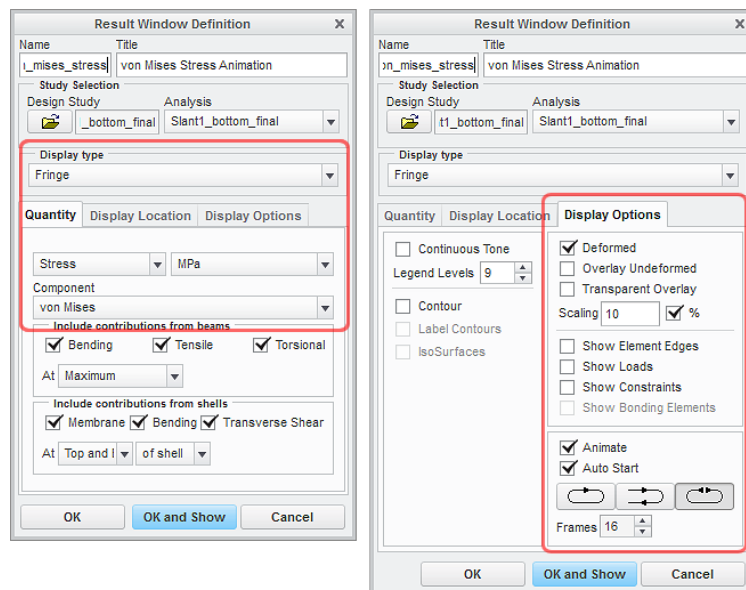 Result Window Definition X
Name Title
ı_mises_stress von Mises Stress Animation
Study Selection
Design Study Analysis
_bottom_final Slant1_bottom_final
Display type
Fringe
Quantity Display Location Display Options
Stress MPa
Component
von Mises
Include contributions from beams
Bending Tensile Torsional
At Maximum
Include contributions from shells
Membrane Bending Transverse Shear
At Top and l of shell
OK OK and Show Cancel
Result Window Definition X
Name Title
on_mises_stress von Mises Stress Animation
Study Selection
Design Study Analysis
t1_bottom_final Slant1_bottom_final
Display type
Fringe
Quantity Display Location Display Options
Continuous Tone
Legend Levels 9
Contour
Label Contours
IsoSurfaces
Deformed
Overlay Undeformed
Transparent Overlay
Scaling 10 %
Show Element Edges
Show Loads
Show Constraints
Show Bonding Elements
Animate
Auto Start
Frames 16
OK OK and Show Cancel